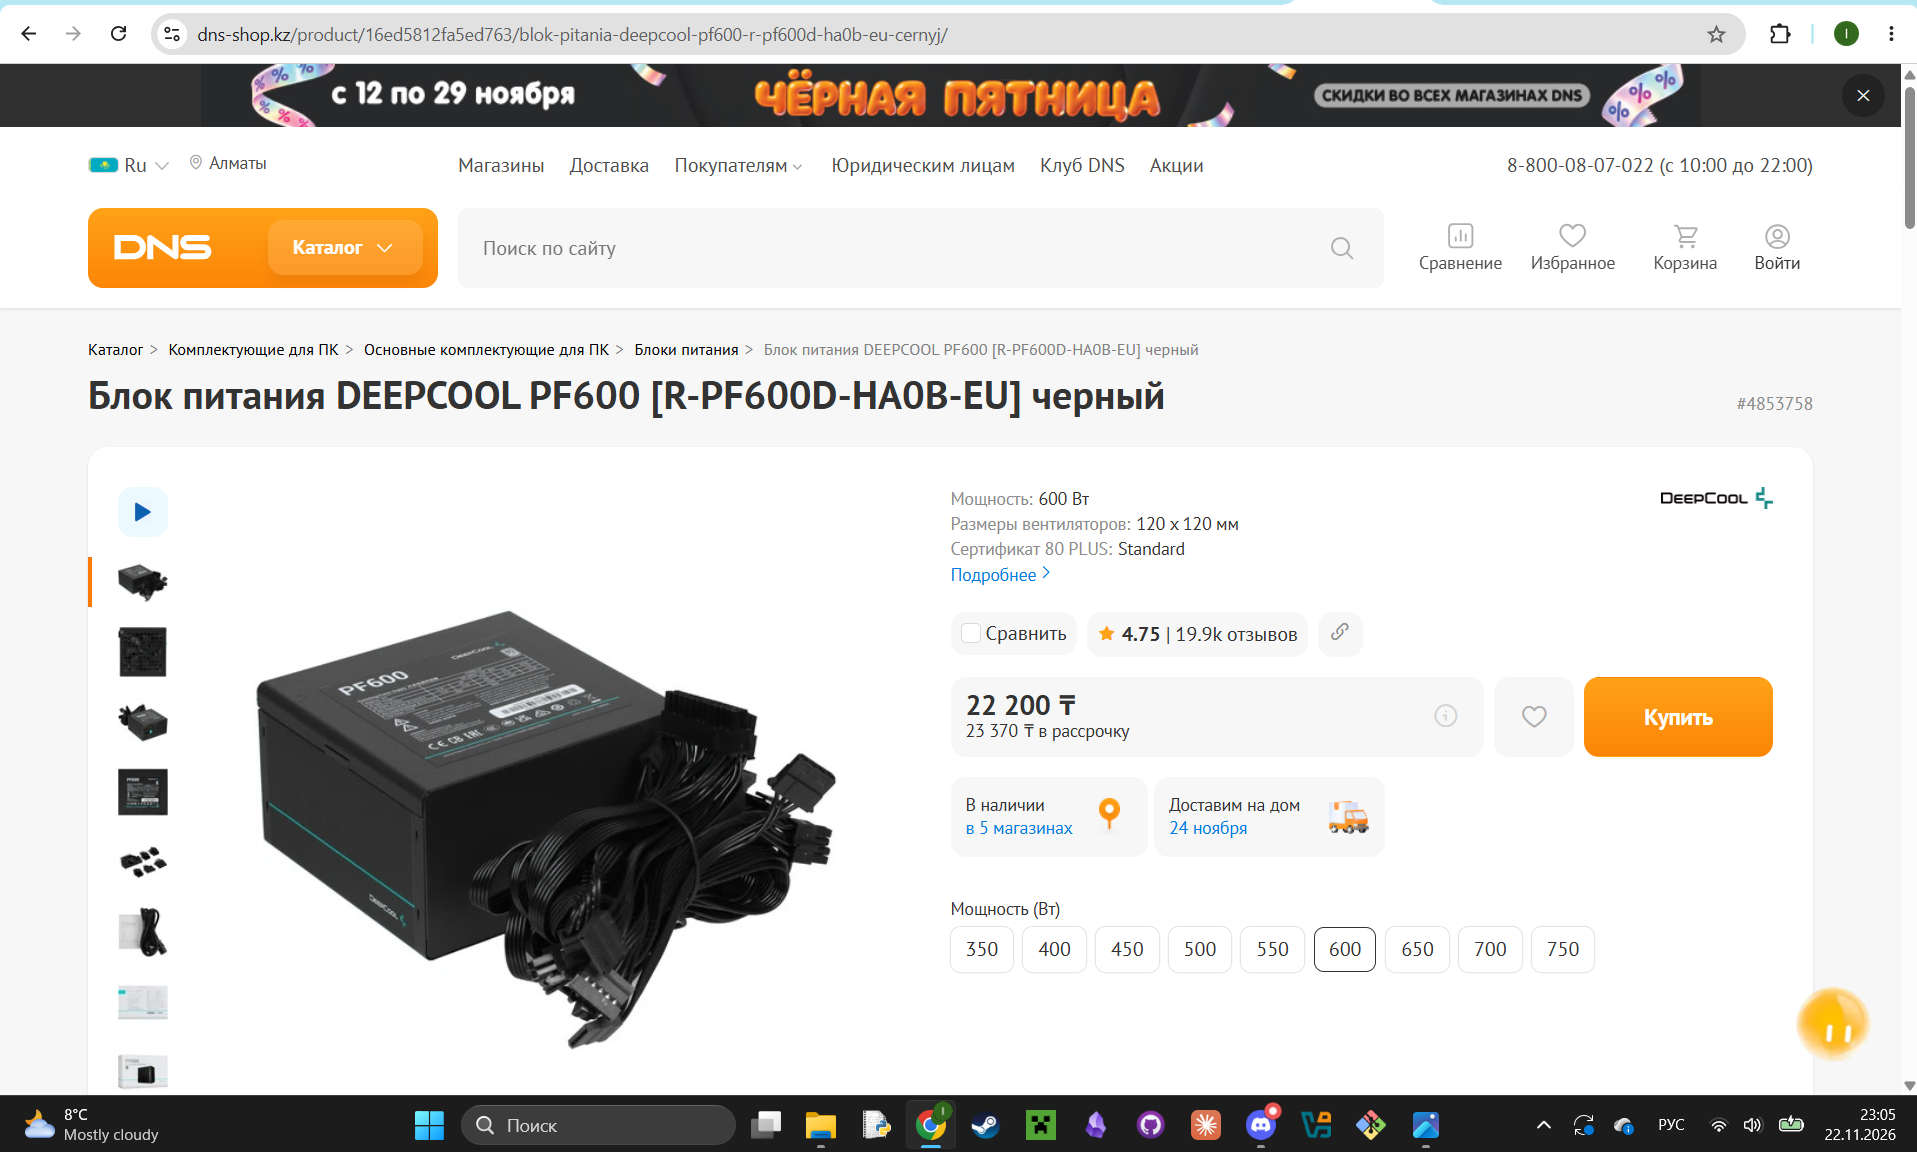 dns-shop.kz/product/16ed5812fa5ed763/blok-pitania-deepcool-pf600-r-pf600d-ha0b-eu-cernyj/
I
с 12 по 29 ноября
ЧЁРНАЯ ПЯТНИЦА
СКИДКИ ВО ВСЕХ МАГАЗИНАХ DNS
Ru
Алматы
Магазины
Доставка
Покупателям
Юридическим лицам
Клуб DNS
Акции
8-800-08-07-022 (с 10:00 до 22:00)
DNS
Каталог
Поиск по сайту
Сравнение
Избранное
Корзина
Войти
Каталог > Комплектующие для ПК > Основные комплектующие для ПК > Блоки питания > Блок питания DEEPCOOL PF600 [R-PF600D-HA0B-EU] черный
Блок питания DEEPCOOL PF600 [R-PF600D-HA0B-EU] черный
#4853758
DEEPCOOL
PF600
DEEPCOOL
DEEPCOOL
Мощность: 600 Вт
Размеры вентиляторов: 120 x 120 мм
Сертификат 80 PLUS: Standard
Подробнее
Сравнить
4.75 | 19.9k отзывов
22 200 ₸
23 370 ₸ в рассрочку
Купить
В наличии
в 5 магазинах
Доставим на дом
24 ноября
Мощность (Вт)
350
400
450
500
550
600
650
700
750
8°C
Mostly cloudy
Поиск
РУС
23:05
22.11.2026